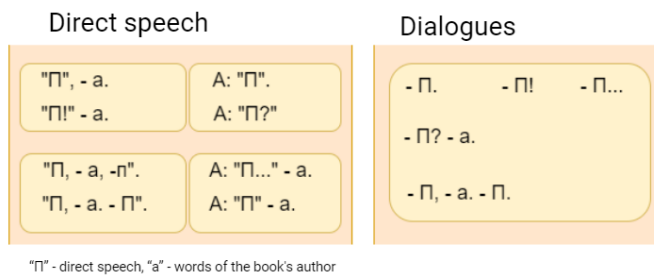 Direct speech
"П", - а.
"П!" - а.
А: "П".
А: "П?"
"П, - а, -п".
"П, - а. - П".
А: "П..." - а.
А: "П" - а.
Dialogues
- П. - П! - П...
- П? - а.
- П, - а. - П.
"П" - direct speech, "а" - words of the book's author